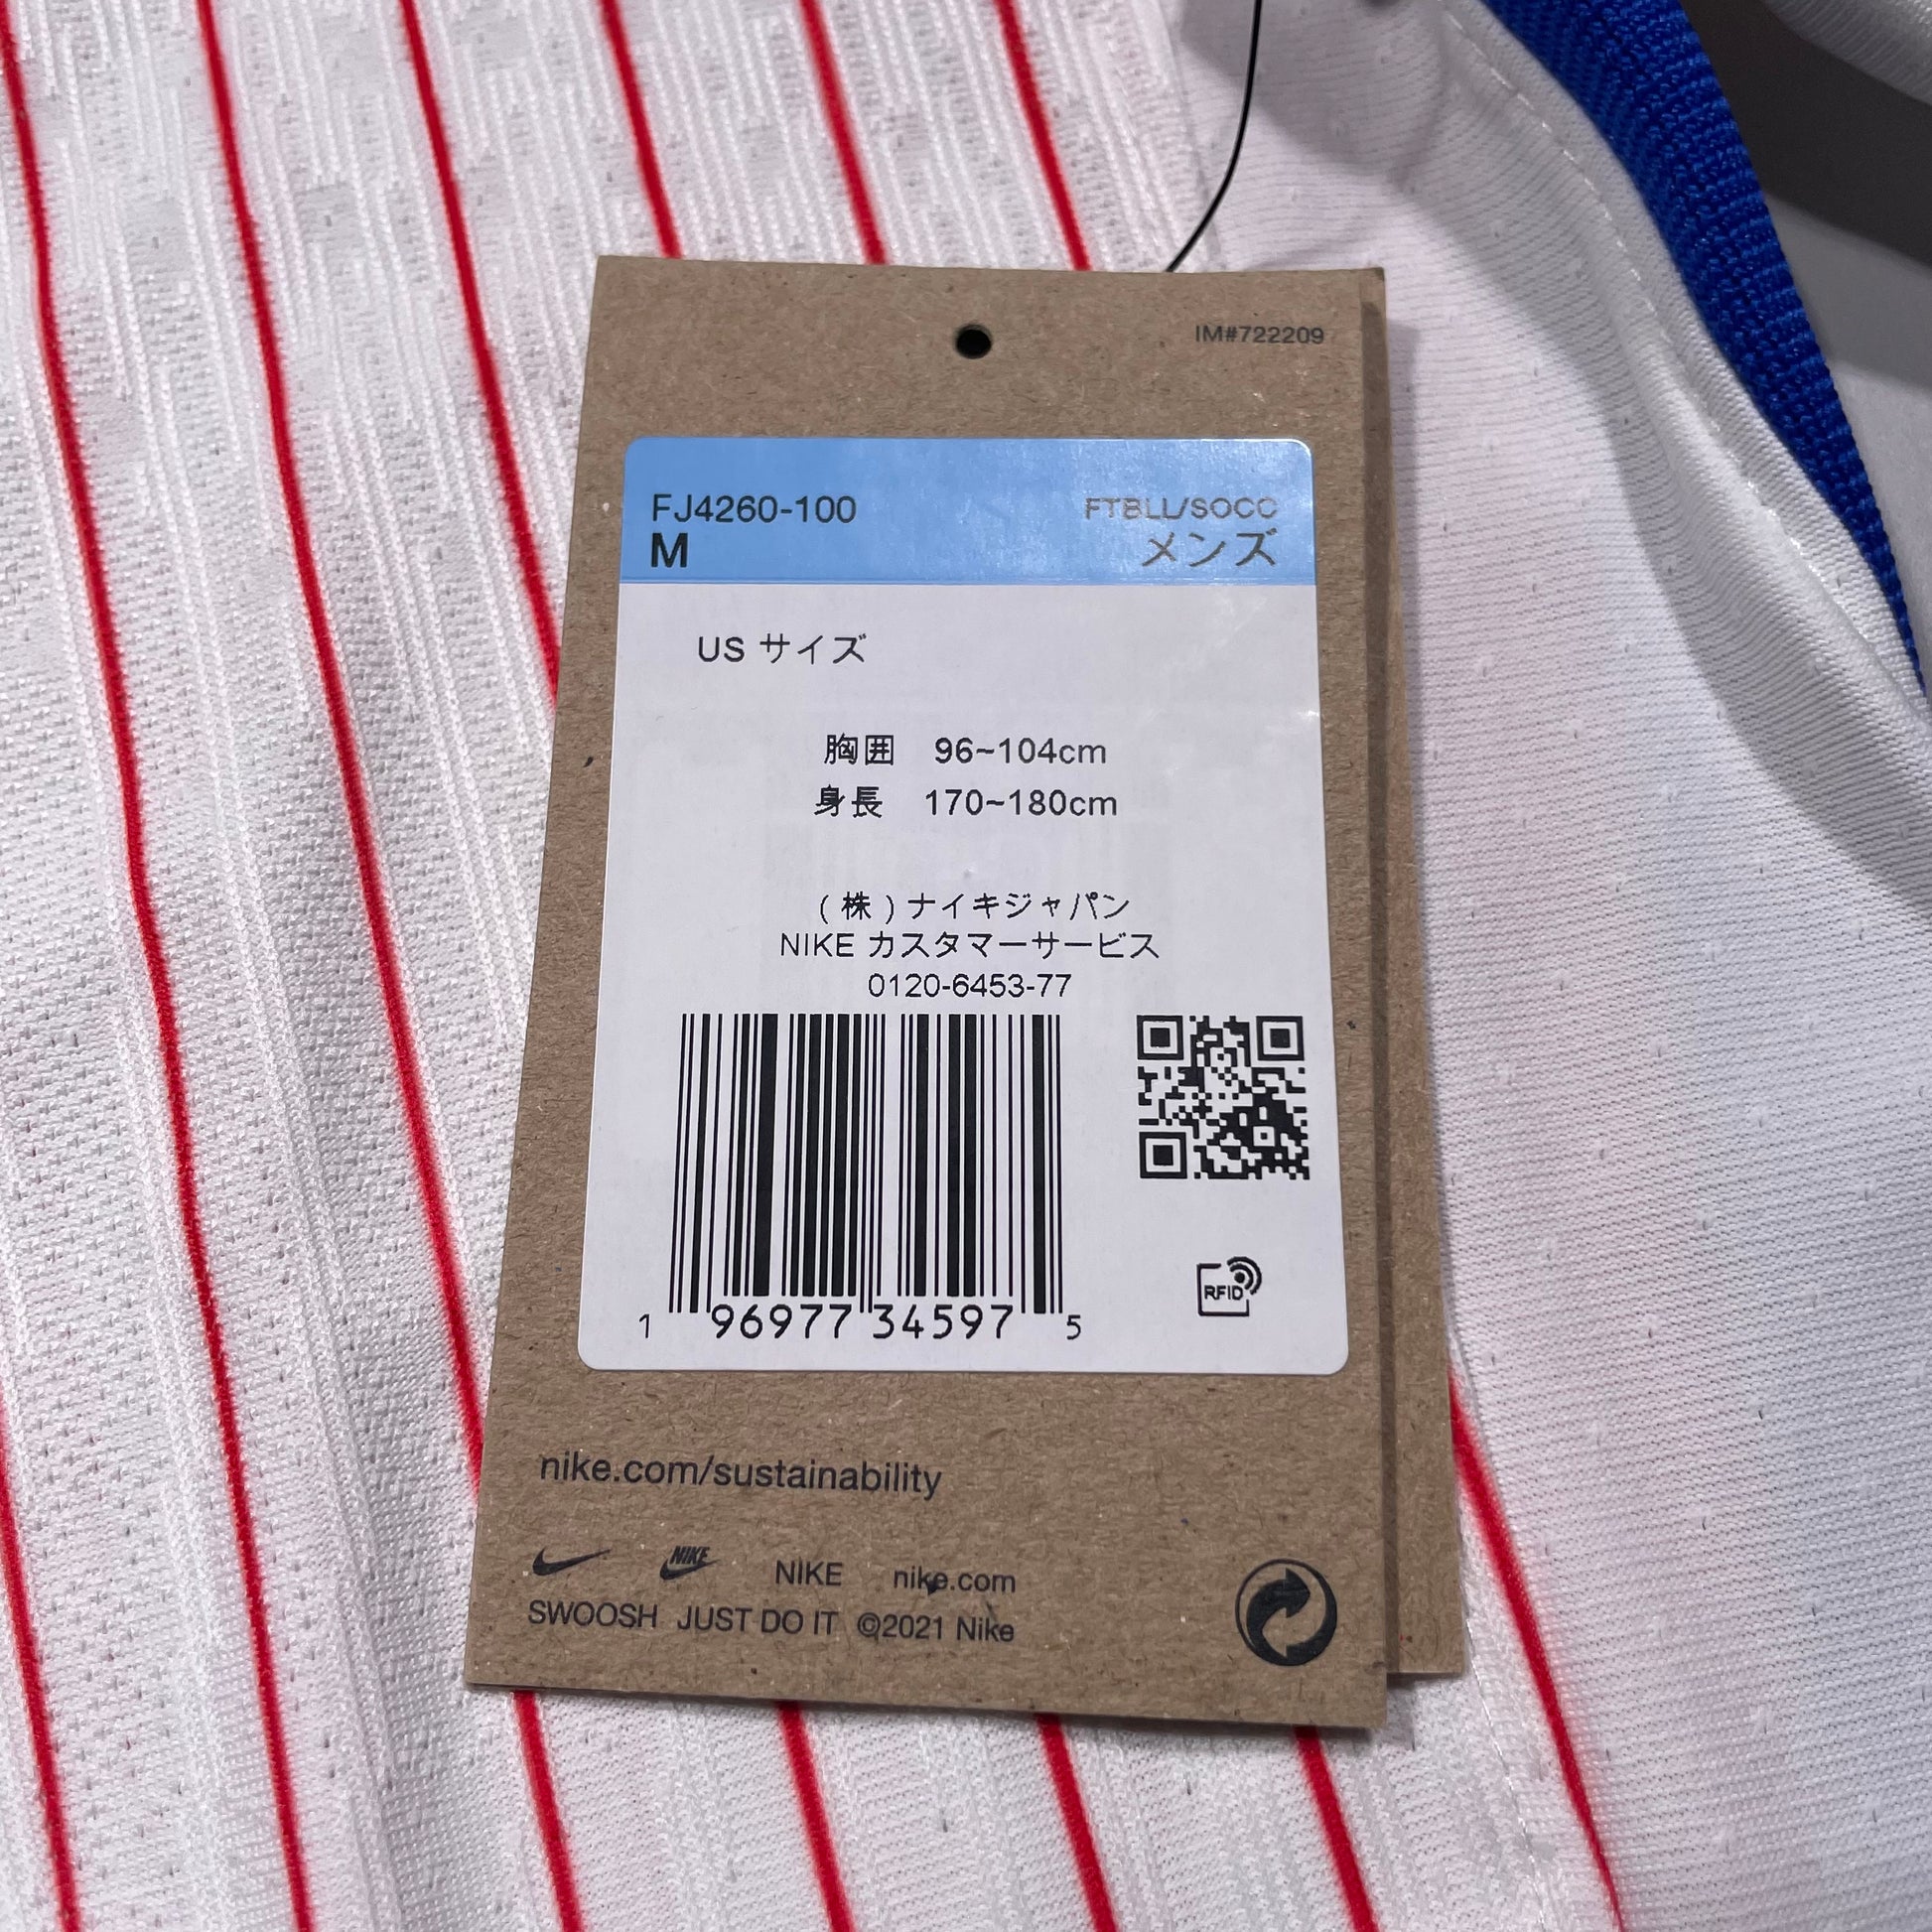 IM#722209
FJ4260-100
FTBLL/SOCC
M
メンズ
US サイズ
胸囲 96~104cm
身長 170~180cm
(株)ナイキジャパン
NIKE カスタマーサービス
0120-6453-77
1 96977 34597 5
RFID
nike.com/sustainability
NIKE NIKE nike.com
SWOOSH JUST DO IT ©2021 Nike